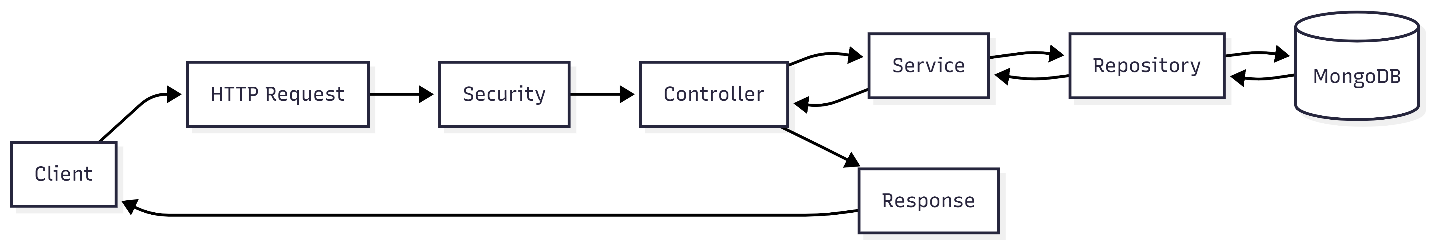 Client
HTTP Request
Security
Controller
Service
Repository
MongoDB
Response